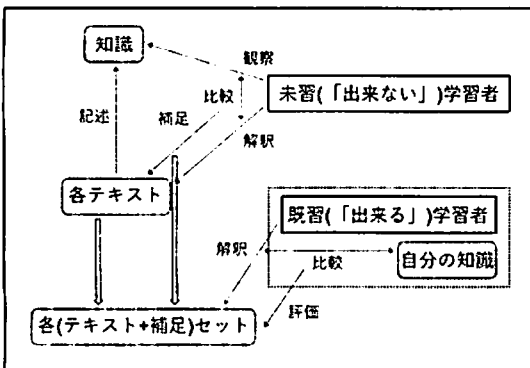 知識
観察
比較
未習(「出来ない」)学習者
記述
補足
解釈
各テキスト
既習(「出来る」)学習者
解釈
比較
自分の知識
評価
各(テキスト+補足)セット